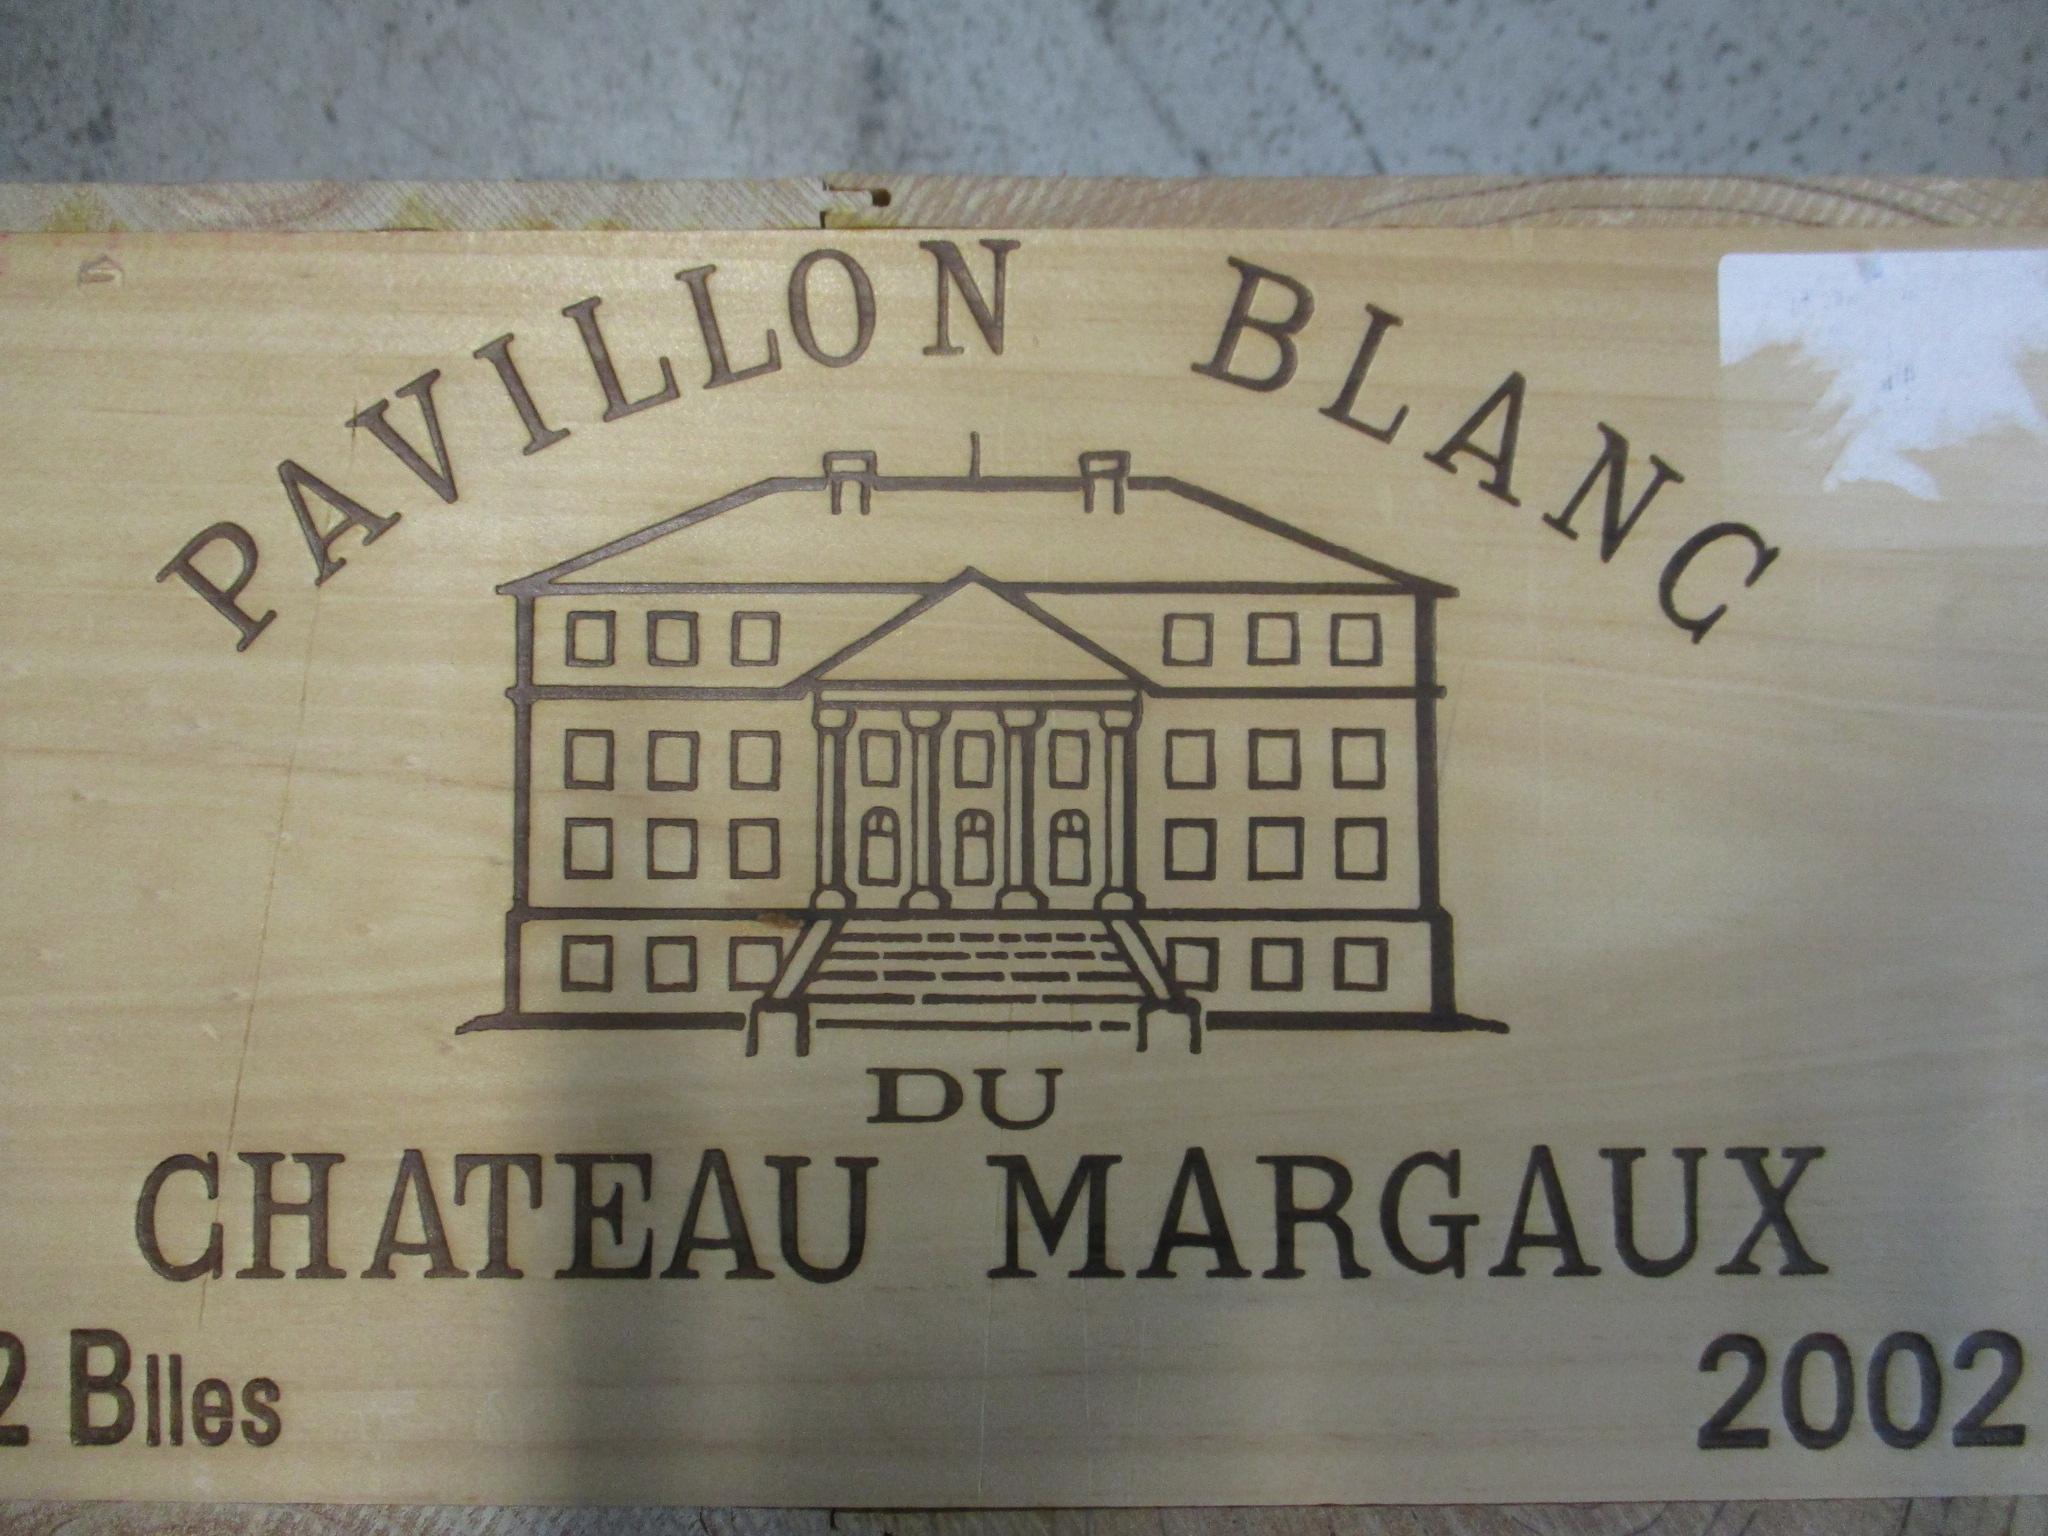 PAVILLON BLANC
DU
CHATEAU MARGAUX
2 Blles
2002